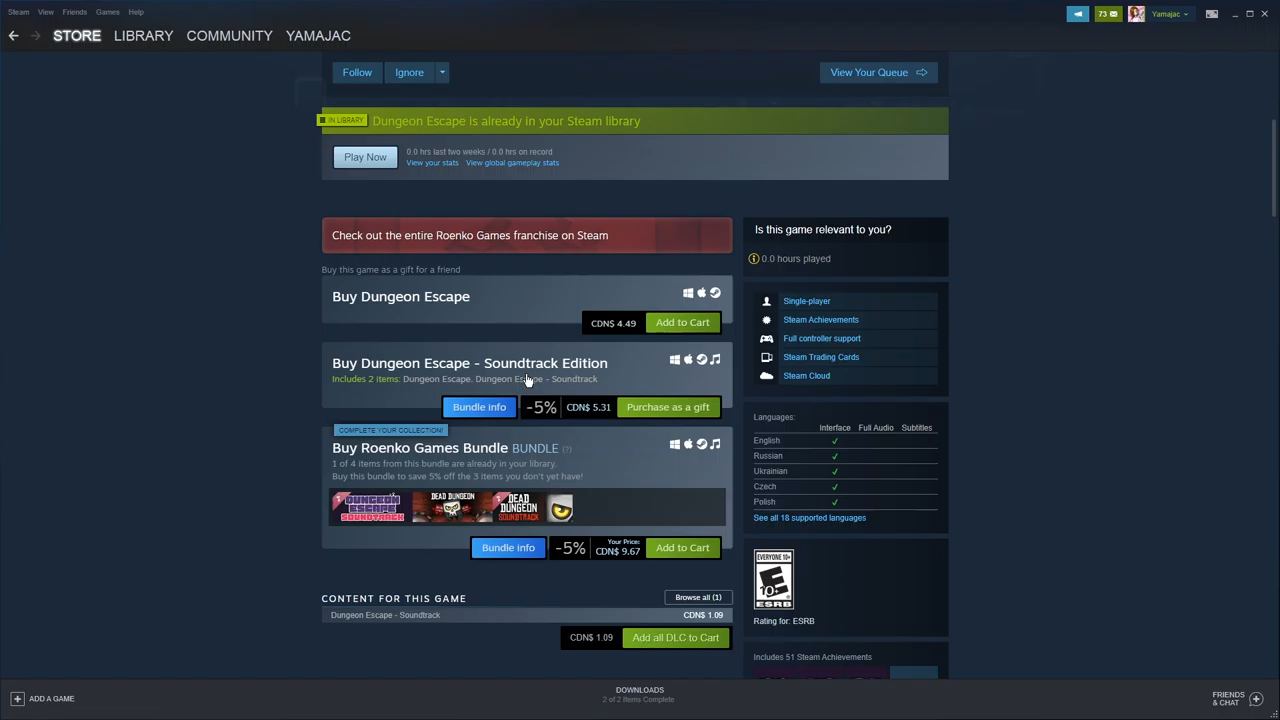 Steam View Friends Games Help
73
Yamajac
STORE LIBRARY COMMUNITY YAMAJAC
Follow
Ignore
View Your Queue
IN LIBRARY
Dungeon Escape is already in your Steam library
Play Now
0.0 hrs last two weeks / 0.0 hrs on record
View your stats View global gameplay stats
Check out the entire Roenko Games franchise on Steam
Buy this game as a gift for a friend
Buy Dungeon Escape
CDN$ 4.49
Add to Cart
Buy Dungeon Escape - Soundtrack Edition
Includes 2 items: Dungeon Escape, Dungeon Escape - Soundtrack
Bundle info
-5%
CDN$ 5.31
Purchase as a gift
COMPLETE YOUR COLLECTION!
Buy Roenko Games Bundle BUNDLE (?)
1 of 4 items from this bundle are already in your library.
Buy this bundle to save 5% off the 3 items you don't yet have!
DUNGEON
ESCAPE
SOUNDTRACK
DEAD DUNGEON
DEAD
DUNGEON
SOUNDTRACK
Bundle info
-5%
Your Price:
CDN$ 9.67
Add to Cart
CONTENT FOR THIS GAME
Browse all (1)
Dungeon Escape - Soundtrack
CDN$ 1.09
CDN$ 1.09
Add all DLC to Cart
Is this game relevant to you?
0.0 hours played
Single-player
Steam Achievements
Full controller support
Steam Trading Cards
Steam Cloud
Languages:
Interface Full Audio Subtitles
English ✓
Russian ✓
Ukrainian ✓
Czech ✓
Polish ✓
See all 18 supported languages
EVERYONE 10+
E
10+
ESRB
Rating for: ESRB
Includes 51 Steam Achievements
ADD A GAME
DOWNLOADS
2 of 2 Items Complete
FRIENDS
& CHAT